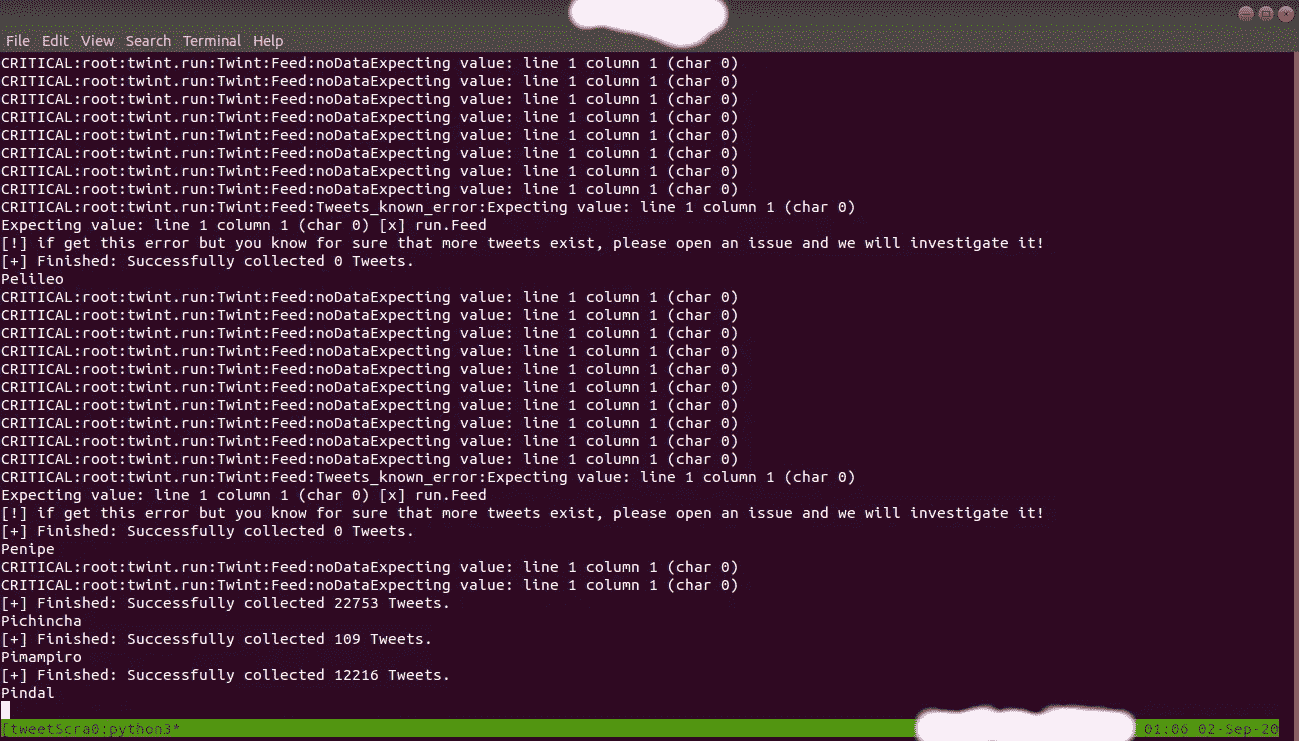 File Edit View Search Terminal Help
CRITICAL:root:twint.run:Twint:Feed:noDataExpecting value: line 1 column 1 (char 0)
CRITICAL:root:twint.run:Twint:Feed:noDataExpecting value: line 1 column 1 (char 0)
CRITICAL:root:twint.run:Twint:Feed:noDataExpecting value: line 1 column 1 (char 0)
CRITICAL:root:twint.run:Twint:Feed:noDataExpecting value: line 1 column 1 (char 0)
CRITICAL:root:twint.run:Twint:Feed:noDataExpecting value: line 1 column 1 (char 0)
CRITICAL:root:twint.run:Twint:Feed:noDataExpecting value: line 1 column 1 (char 0)
CRITICAL:root:twint.run:Twint:Feed:noDataExpecting value: line 1 column 1 (char 0)
CRITICAL:root:twint.run:Twint:Feed:noDataExpecting value: line 1 column 1 (char 0)
CRITICAL:root:twint.run:Twint:Feed:Tweets_known_error:Expecting value: line 1 column 1 (char 0)
Expecting value: line 1 column 1 (char 0) [x] run.Feed
[!] if get this error but you know for sure that more tweets exist, please open an issue and we will investigate it!
[+] Finished: Successfully collected 0 Tweets.
Pelileo
CRITICAL:root:twint.run:Twint:Feed:noDataExpecting value: line 1 column 1 (char 0)
CRITICAL:root:twint.run:Twint:Feed:noDataExpecting value: line 1 column 1 (char 0)
CRITICAL:root:twint.run:Twint:Feed:noDataExpecting value: line 1 column 1 (char 0)
CRITICAL:root:twint.run:Twint:Feed:noDataExpecting value: line 1 column 1 (char 0)
CRITICAL:root:twint.run:Twint:Feed:noDataExpecting value: line 1 column 1 (char 0)
CRITICAL:root:twint.run:Twint:Feed:noDataExpecting value: line 1 column 1 (char 0)
CRITICAL:root:twint.run:Twint:Feed:noDataExpecting value: line 1 column 1 (char 0)
CRITICAL:root:twint.run:Twint:Feed:noDataExpecting value: line 1 column 1 (char 0)
CRITICAL:root:twint.run:Twint:Feed:noDataExpecting value: line 1 column 1 (char 0)
CRITICAL:root:twint.run:Twint:Feed:noDataExpecting value: line 1 column 1 (char 0)
CRITICAL:root:twint.run:Twint:Feed:Tweets_known_error:Expecting value: line 1 column 1 (char 0)
Expecting value: line 1 column 1 (char 0) [x] run.Feed
[!] if get this error but you know for sure that more tweets exist, please open an issue and we will investigate it!
[+] Finished: Successfully collected 0 Tweets.
Penipe
CRITICAL:root:twint.run:Twint:Feed:noDataExpecting value: line 1 column 1 (char 0)
CRITICAL:root:twint.run:Twint:Feed:noDataExpecting value: line 1 column 1 (char 0)
[+] Finished: Successfully collected 22753 Tweets.
Pichincha
[+] Finished: Successfully collected 109 Tweets.
Pimampiro
[+] Finished: Successfully collected 12216 Tweets.
Pindal
[tweetScra0:python3* 01:06 02-Sep-20